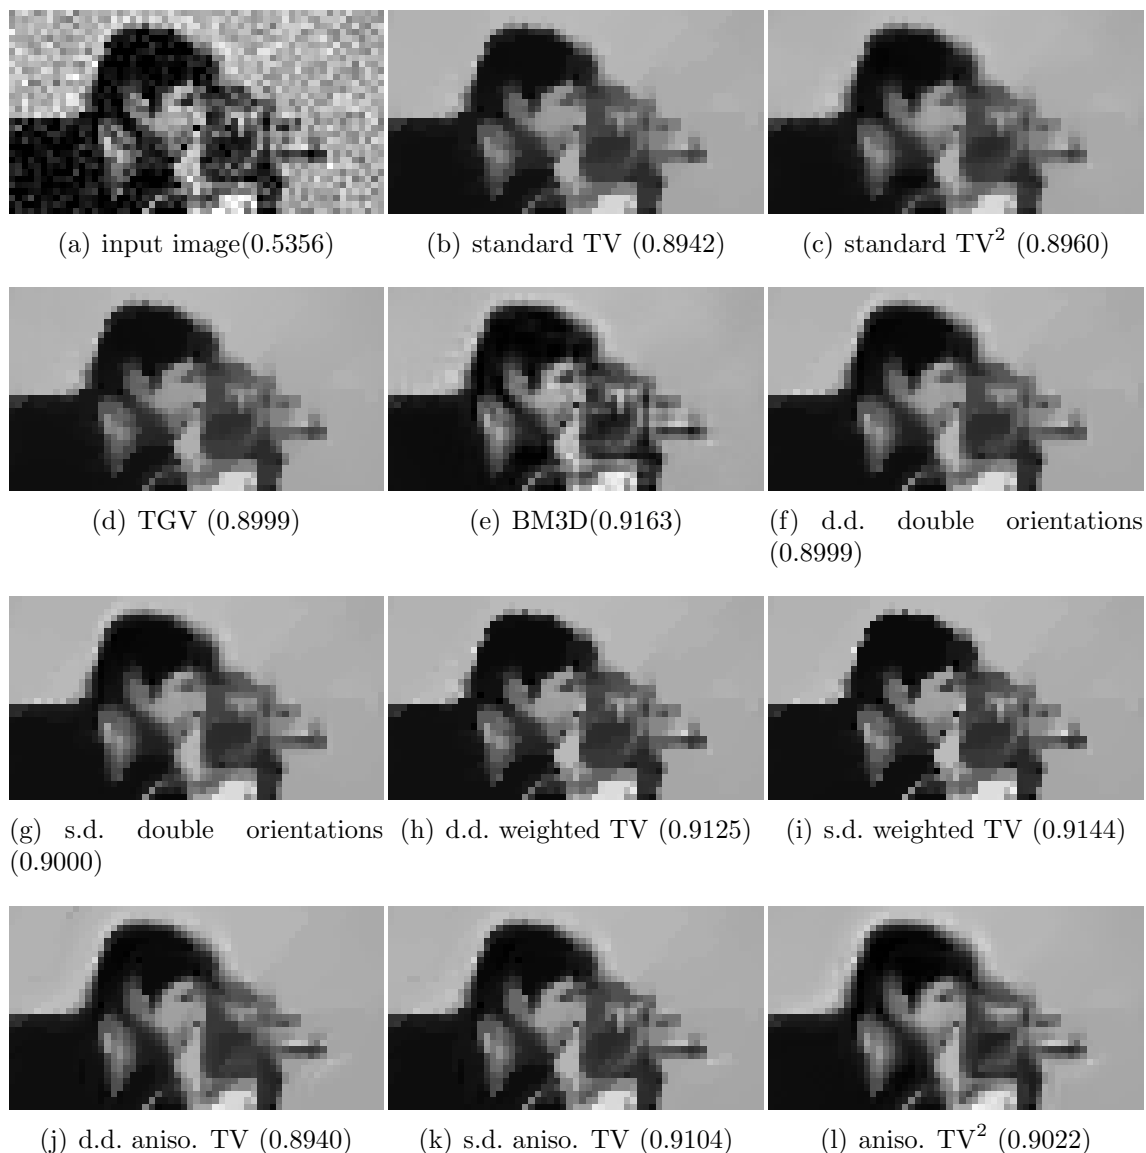 (a) input image(0.5356)
(b) standard TV (0.8942)
(c) standard TV² (0.8960)
(d) TGV (0.8999)
(e) BM3D(0.9163)
(f) d.d. double orientations
(0.8999)
(g) s.d. double orientations
(0.9000)
(h) d.d. weighted TV (0.9125)
(i) s.d. weighted TV (0.9144)
(j) d.d. aniso. TV (0.8940)
(k) s.d. aniso. TV (0.9104)
(l) aniso. TV² (0.9022)